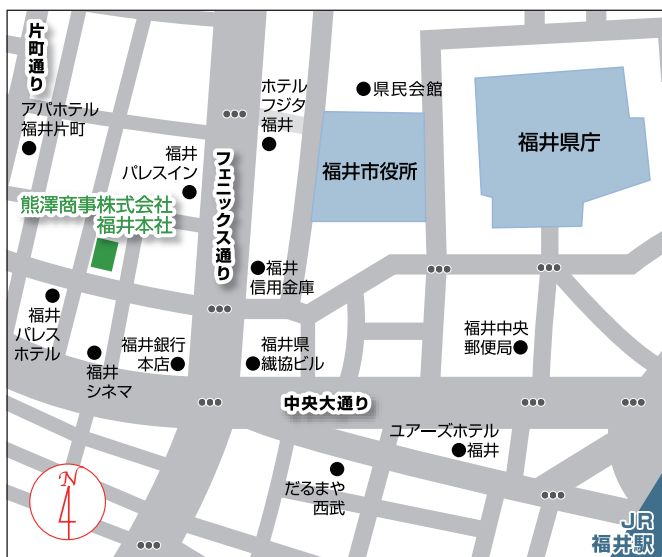 片町通り
アパホテル
福井片町
福井
パレスイン
ホテル
フジタ
福井
県民会館
福井市役所
福井県庁
フェニックス通り
熊澤商事株式会社
福井本社
福井
信用金庫
福井
パレス
ホテル
福井
シネマ
福井銀行
本店
福井県
繊協ビル
福井中央
郵便局
中央大通り
ユアーズホテル
福井
だるまや
西武
N
JR
福井駅